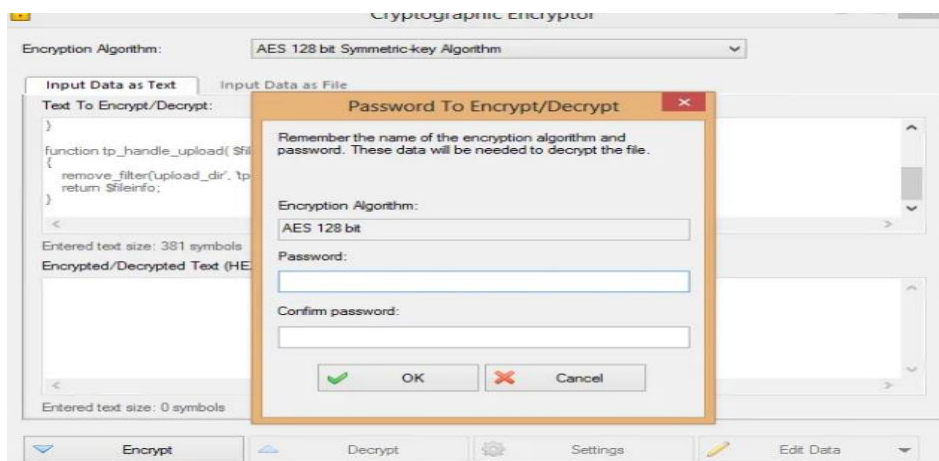 Cryptographic Encryptor
Encryption Algorithm:
AES 128 bit Symmetric-key Algorithm
Input Data as Text
Input Data as File
Text To Encrypt/Decrypt:
}
function tp_handle_upload( $fil
{
remove_filter('upload_dir', 'tp
return $fileinfo;
}
Entered text size: 381 symbols
Encrypted/Decrypted Text (HE
Entered text size: 0 symbols
Password To Encrypt/Decrypt
Remember the name of the encryption algorithm and
password. These data will be needed to decrypt the file.
Encryption Algorithm:
AES 128 bit
Password:
Confirm password:
OK
Cancel
Encrypt
Decrypt
Settings
Edit Data